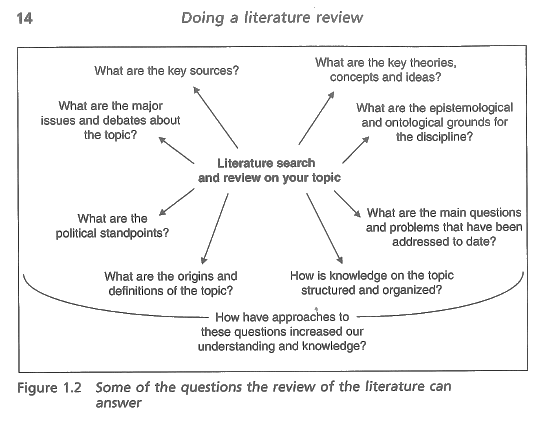 14
Doing a literature review
What are the key sources?
What are the key theories,
concepts and ideas?
What are the major
issues and debates about
the topic?
What are the epistemological
and ontological grounds for
the discipline?
Literature search
and review on your topic
What are the
political standpoints?
What are the main questions
and problems that have been
addressed to date?
What are the origins and
definitions of the topic?
How is knowledge on the topic
structured and organized?
How have approaches to
these questions increased our
understanding and knowledge?
Figure 1.2 Some of the questions the review of the literature can
answer